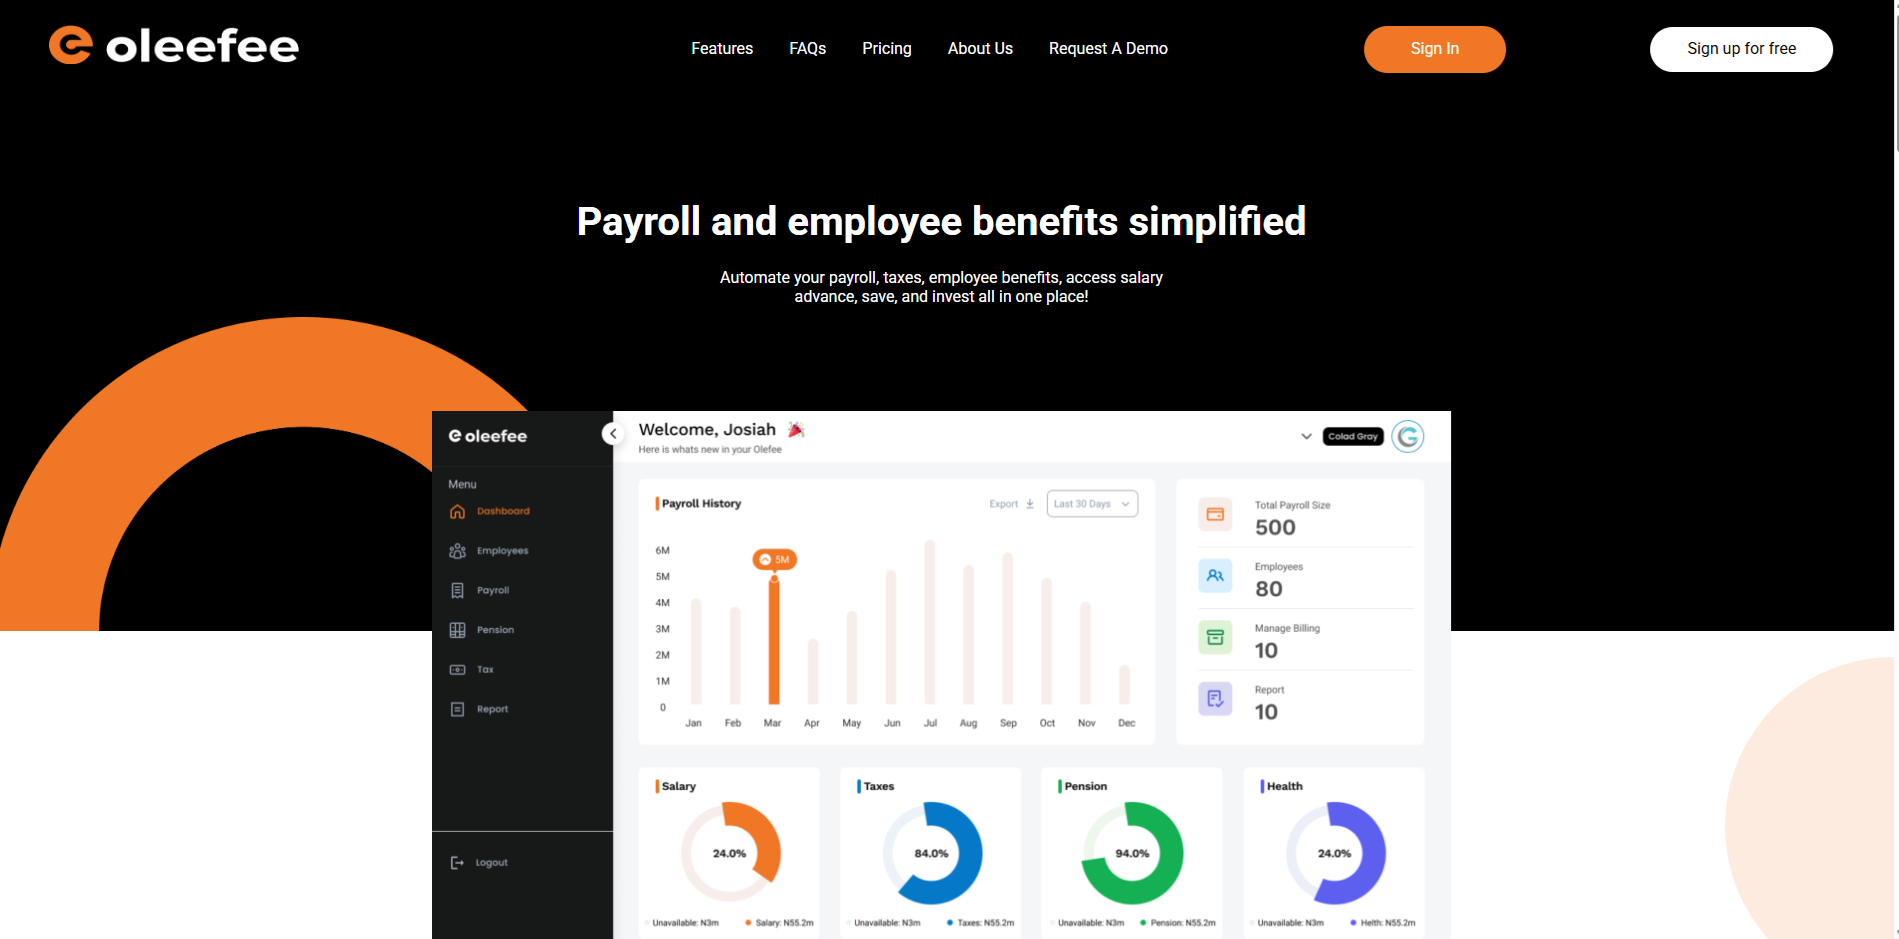 oleefee
Features FAQs Pricing About Us Request A Demo
Sign In
Sign up for free
Payroll and employee benefits simplified
Automate your payroll, taxes, employee benefits, access salary
advance, save, and invest all in one place!
oleefee
Menu
Dashboard
Employees
Payroll
Pension
Tax
Report
Logout
Welcome, Josiah
Here is whats new in your Olefee
Colad Gray
Payroll History
Export
Last 30 Days
6M
5M
4M
3M
2M
1M
0
5M
Jan Feb Mar Apr May Jun Jul Aug Sep Oct Nov Dec
Total Payroll Size
500
Employees
80
Manage Billing
10
Report
10
Salary
24.0%
Unavailable: N3m Salary: N55.2m
Taxes
84.0%
Unavailable: N3m Taxes: N55.2m
Pension
94.0%
Unavailable: N3m Pension: N55.2m
Health
24.0%
Unavailable: N3m Helth: N55.2m